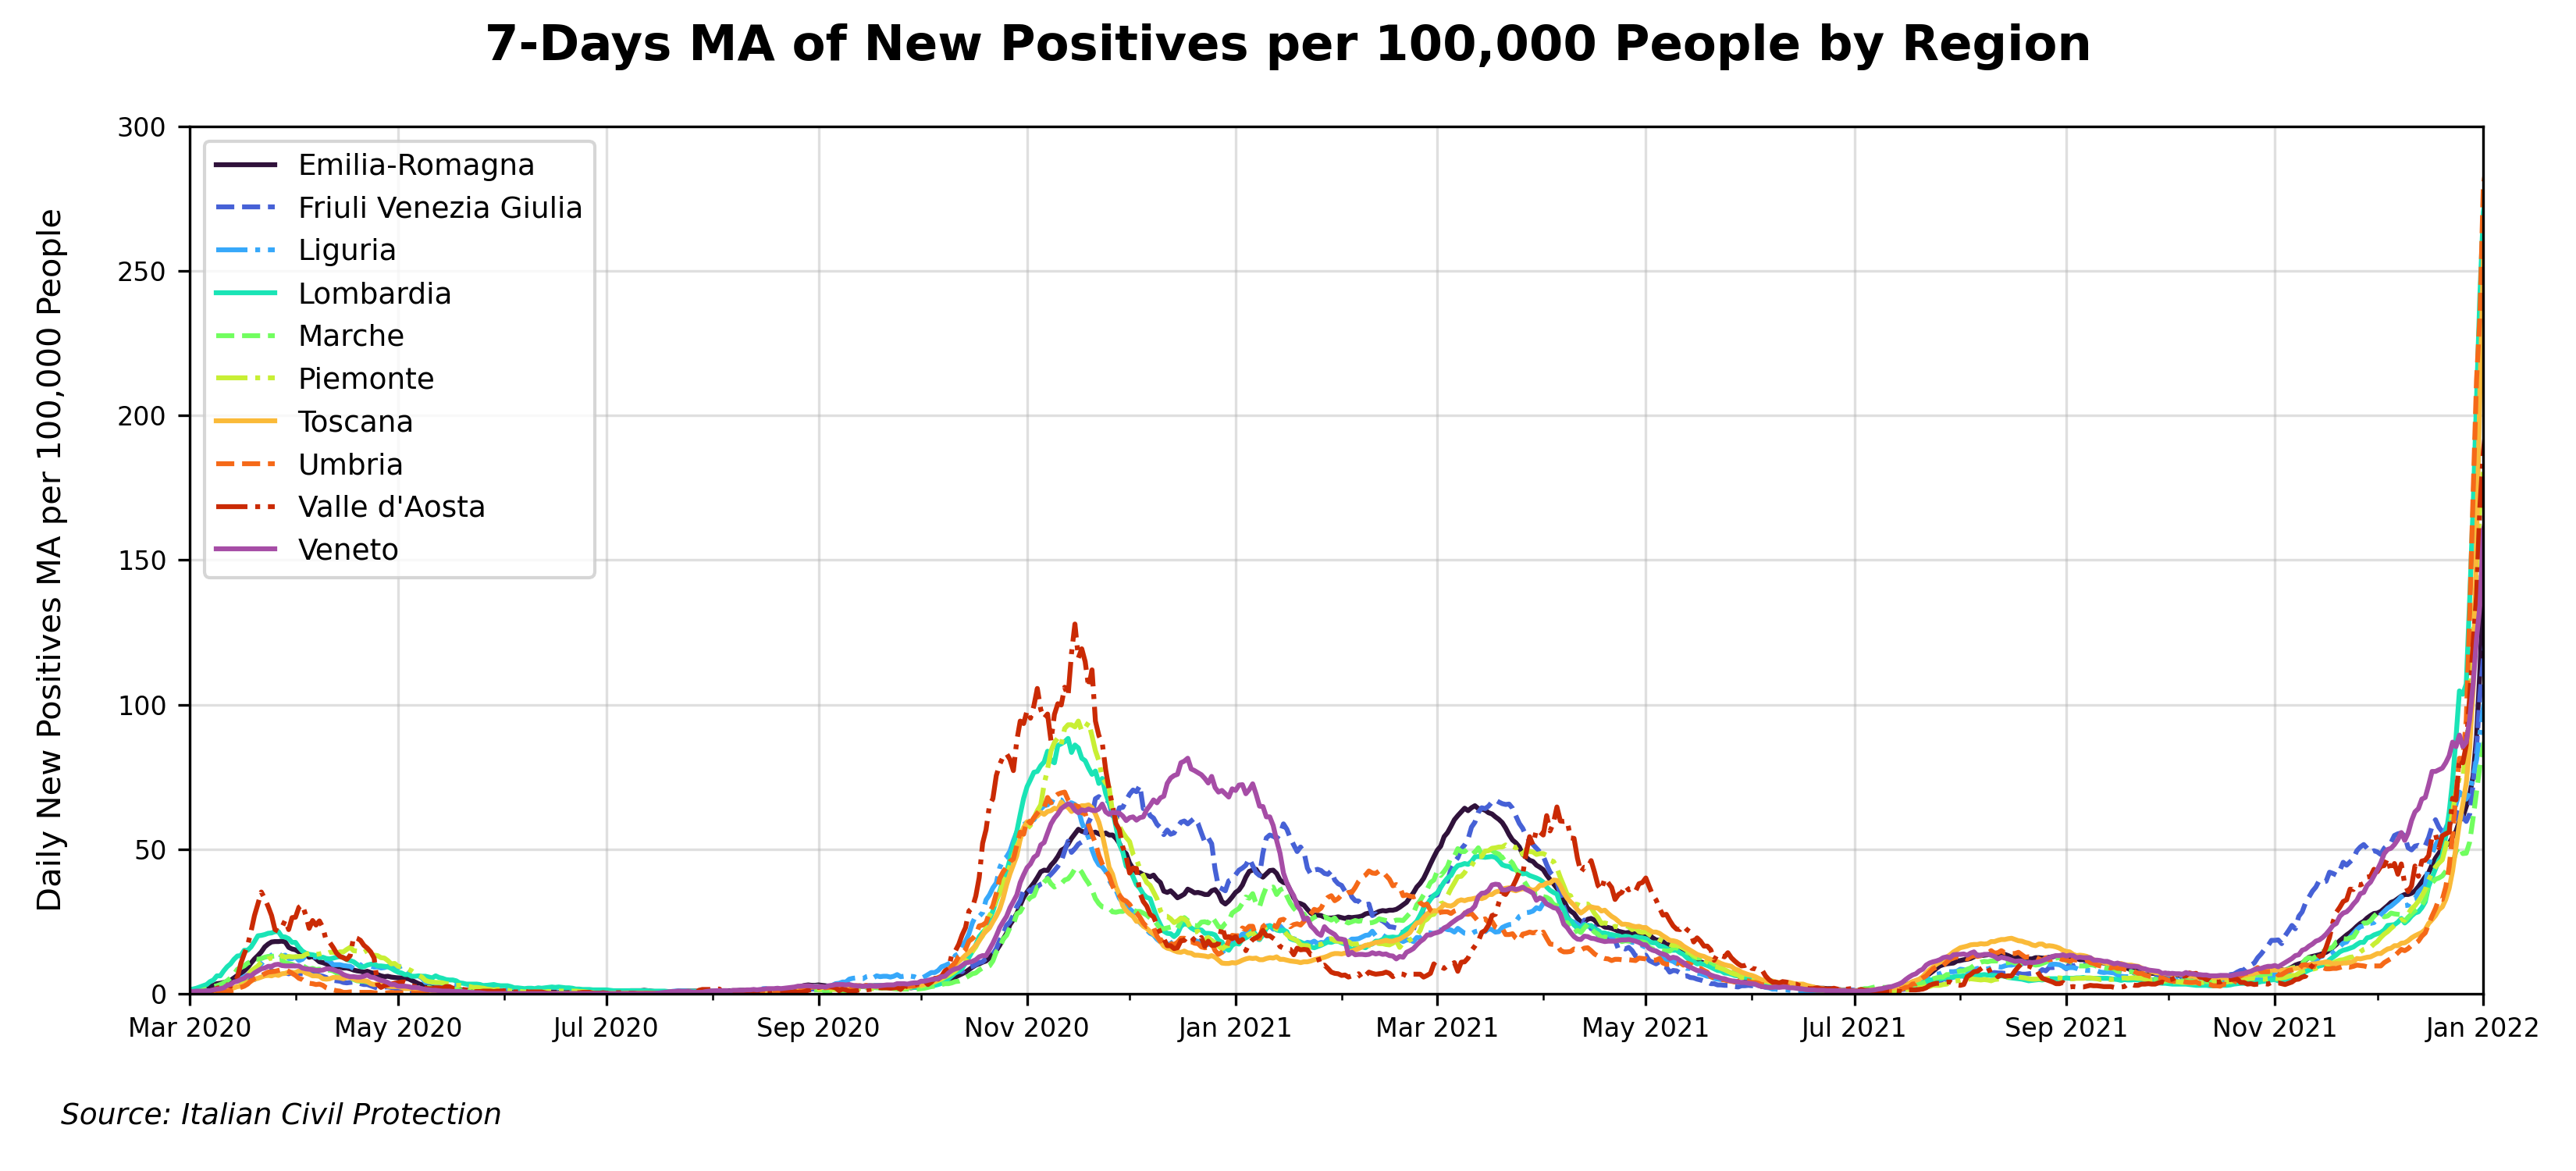 7-Days MA of New Positives per 100,000 People by Region
Daily New Positives MA per 100,000 People
300
250
200
150
100
50
0
Emilia-Romagna
Friuli Venezia Giulia
Liguria
Lombardia
Marche
Piemonte
Toscana
Umbria
Valle d'Aosta
Veneto
Mar 2020 May 2020 Jul 2020 Sep 2020 Nov 2020 Jan 2021 Mar 2021 May 2021 Jul 2021 Sep 2021 Nov 2021 Jan 2022
Source: Italian Civil Protection